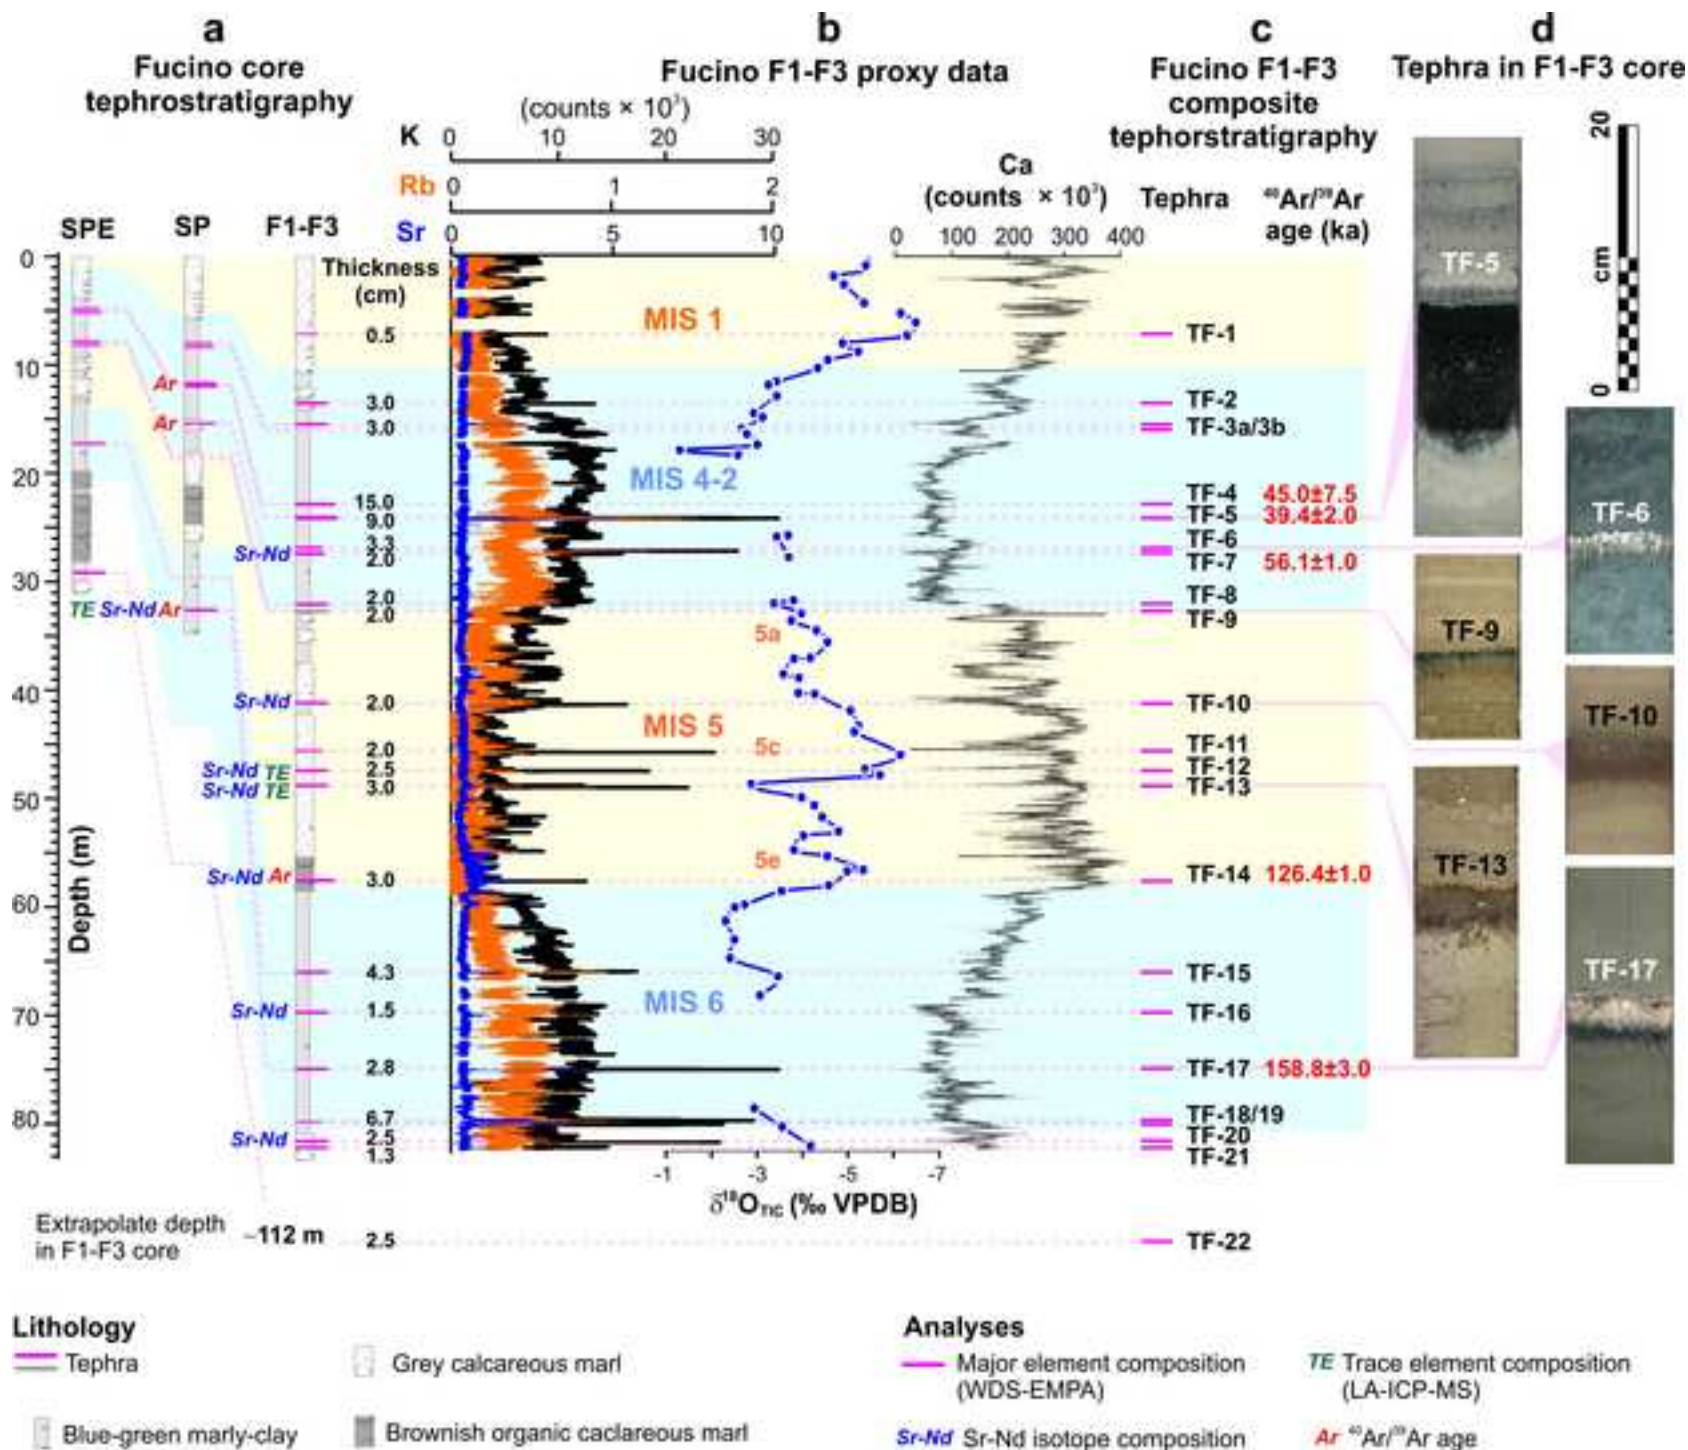 a
Fucino core
tephrostratigraphy
b
Fucino F1-F3 proxy data
c
Fucino F1-F3
composite
tephorstratigraphy
d
Tephra in F1-F3 core
(counts × 10³)
K 0 10 20 30
Rb 0 1 2
Sr 0 5 10
Ca
(counts × 10³)
0 100 200 300 400
Tephra
⁴⁰Ar/³⁹Ar
age (ka)
SPE SP F1-F3
Thickness
(cm)
0
10
20
30
40
50
60
70
80
Depth (m)
Ar
Ar
TE Sr-Nd Ar
Sr-Nd
Sr-Nd
Sr-Nd TE
Sr-Nd TE
Sr-Nd Ar
Sr-Nd
Sr-Nd
0.5
3.0
3.0
15.0
9.0
3.3
2.0
2.0
2.0
2.0
2.0
2.5
3.0
3.0
4.3
1.5
2.8
6.7
2.5
1.3
MIS 1
MIS 4-2
5a
MIS 5
5c
5e
MIS 6
-1 -3 -5 -7
δ¹⁸OTIC (‰ VPDB)
TF-1
TF-2
TF-3a/3b
TF-4 45.0±7.5
TF-5 39.4±2.0
TF-6
TF-7 56.1±1.0
TF-8
TF-9
TF-10
TF-11
TF-12
TF-13
TF-14 126.4±1.0
TF-15
TF-16
TF-17 158.8±3.0
TF-18/19
TF-20
TF-21
Extrapolate depth
in F1-F3 core
~112 m
2.5
TF-22
20
cm
0
TF-5
TF-6
TF-9
TF-10
TF-13
TF-17
Lithology
Tephra
Grey calcareous marl
Blue-green marly-clay
Brownish organic caclareous marl
Analyses
Major element composition
(WDS-EMPA)
TE Trace element composition
(LA-ICP-MS)
Sr-Nd Sr-Nd isotope composition
Ar ⁴⁰Ar/³⁹Ar age